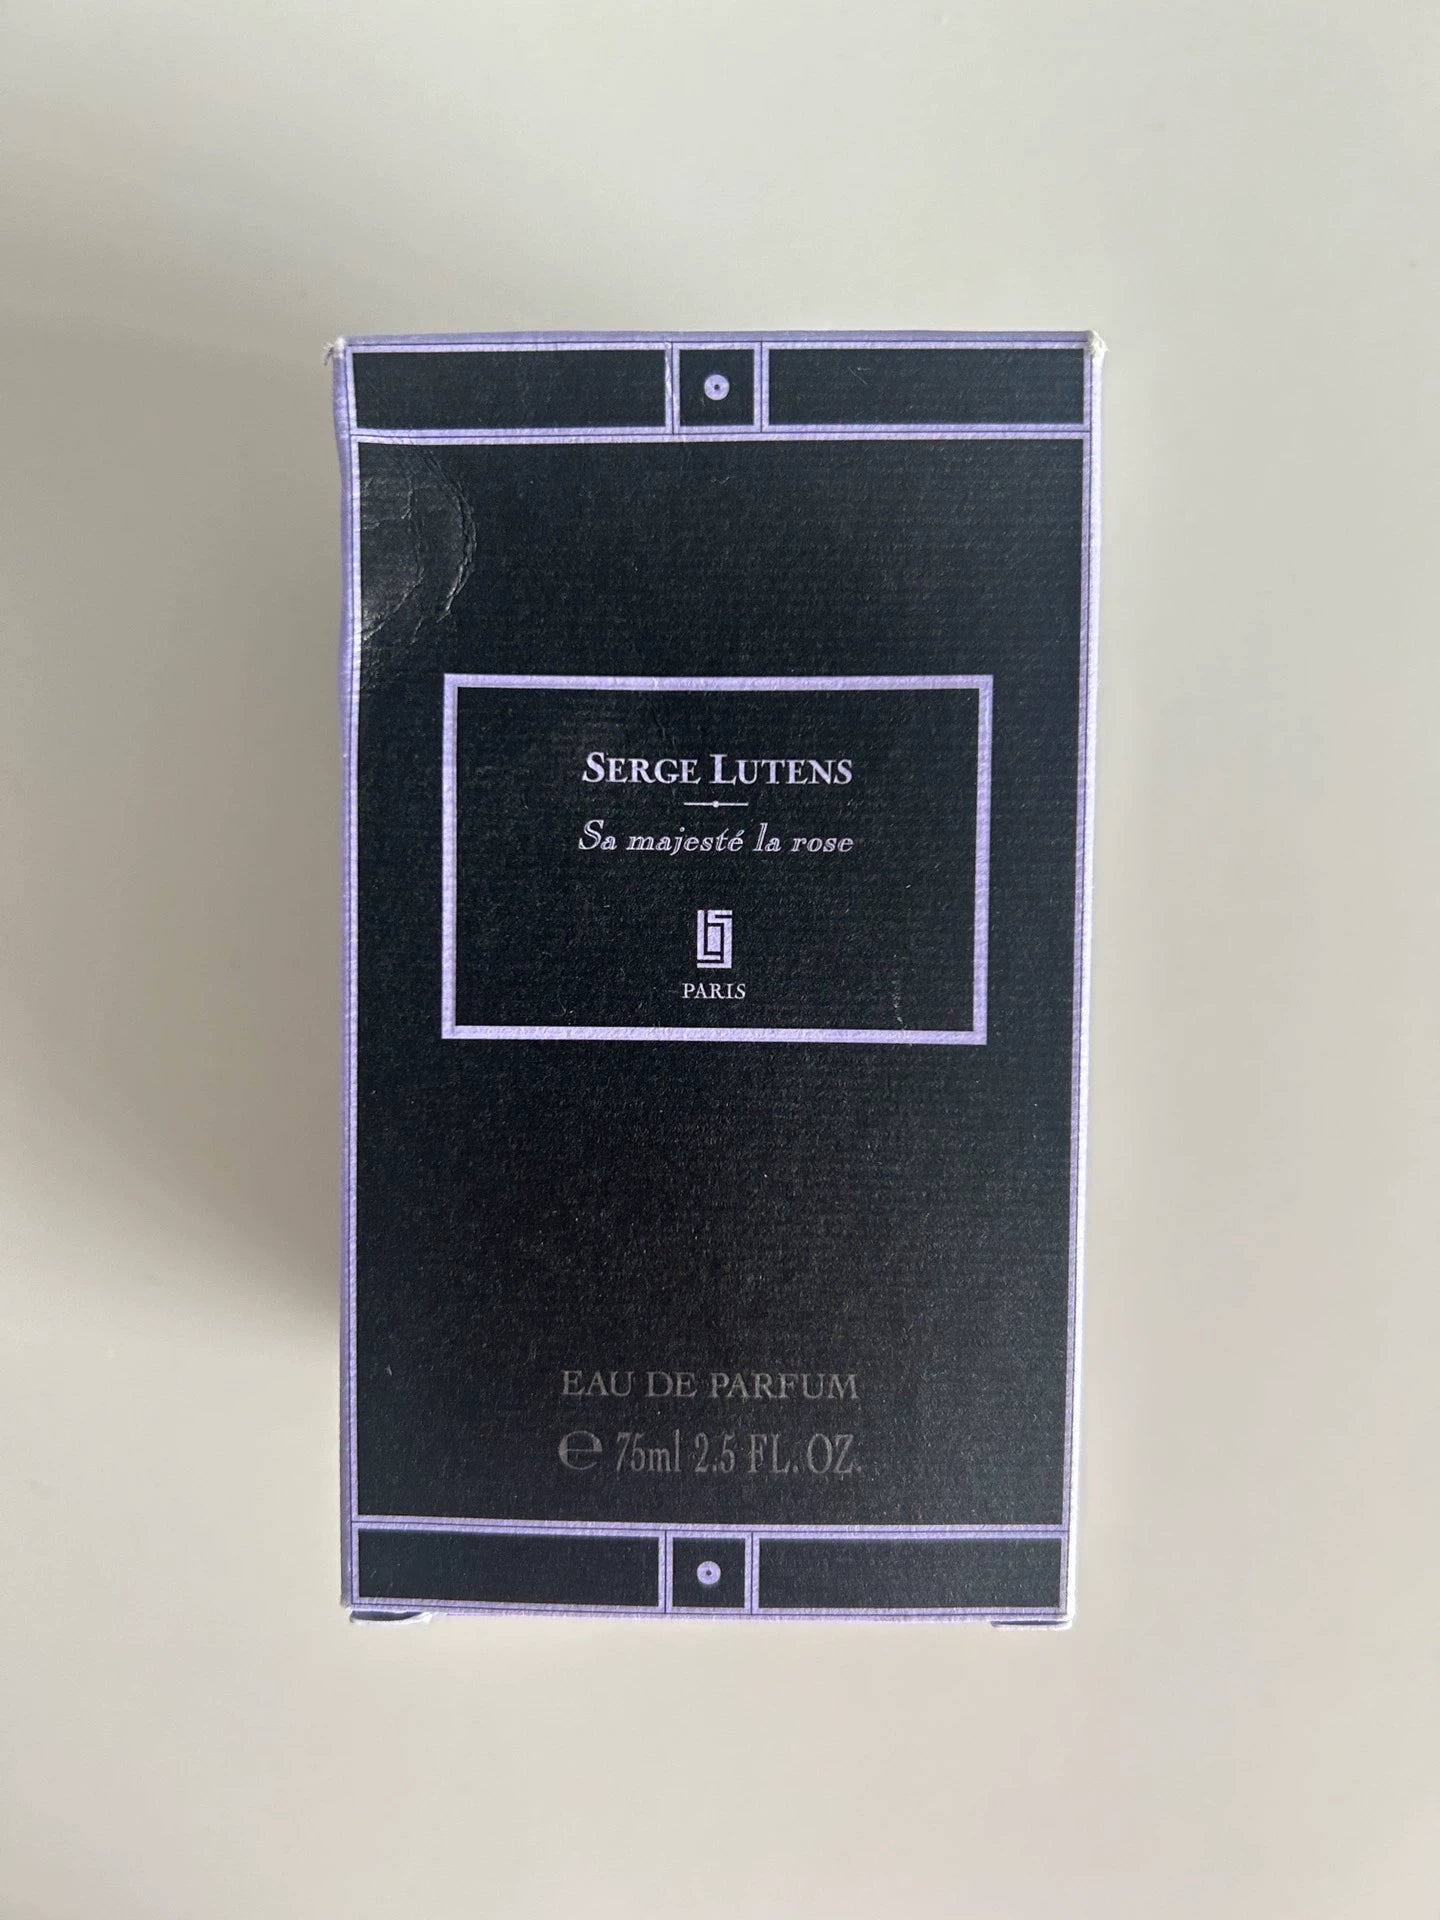 SERGE LUTENS
Sa majesté la rose
PARIS
EAU DE PARFUM
℮ 75ml 2.5 FL. OZ.